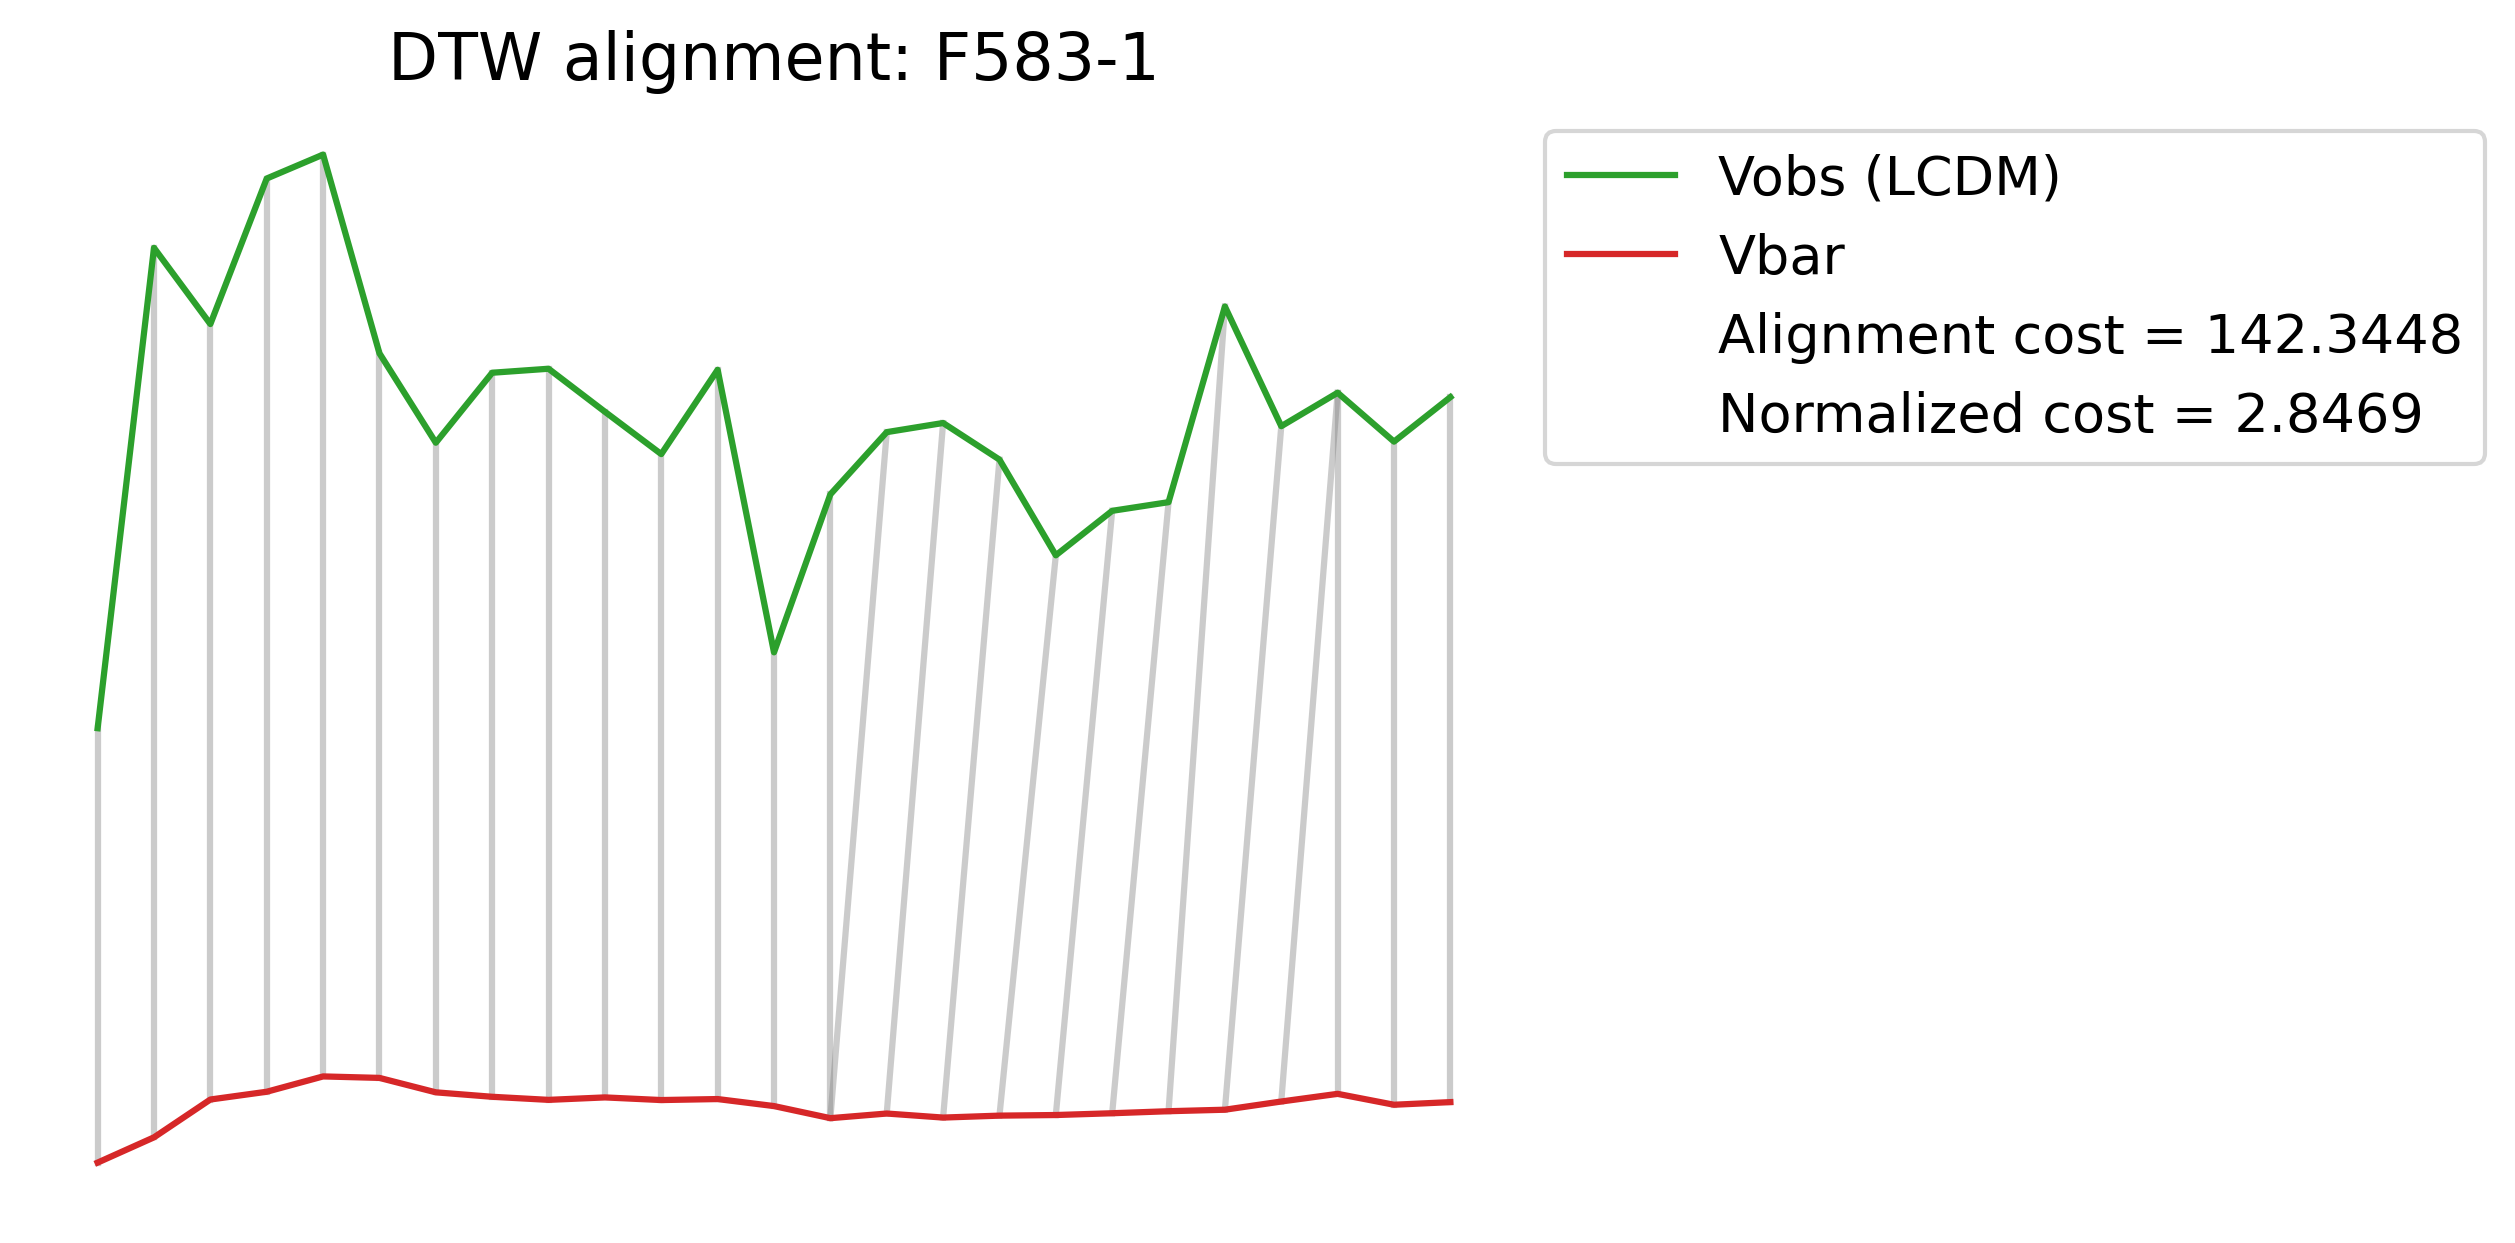 DTW alignment: F583-1
Vobs (LCDM)
Vbar
Alignment cost = 142.3448
Normalized cost = 2.8469